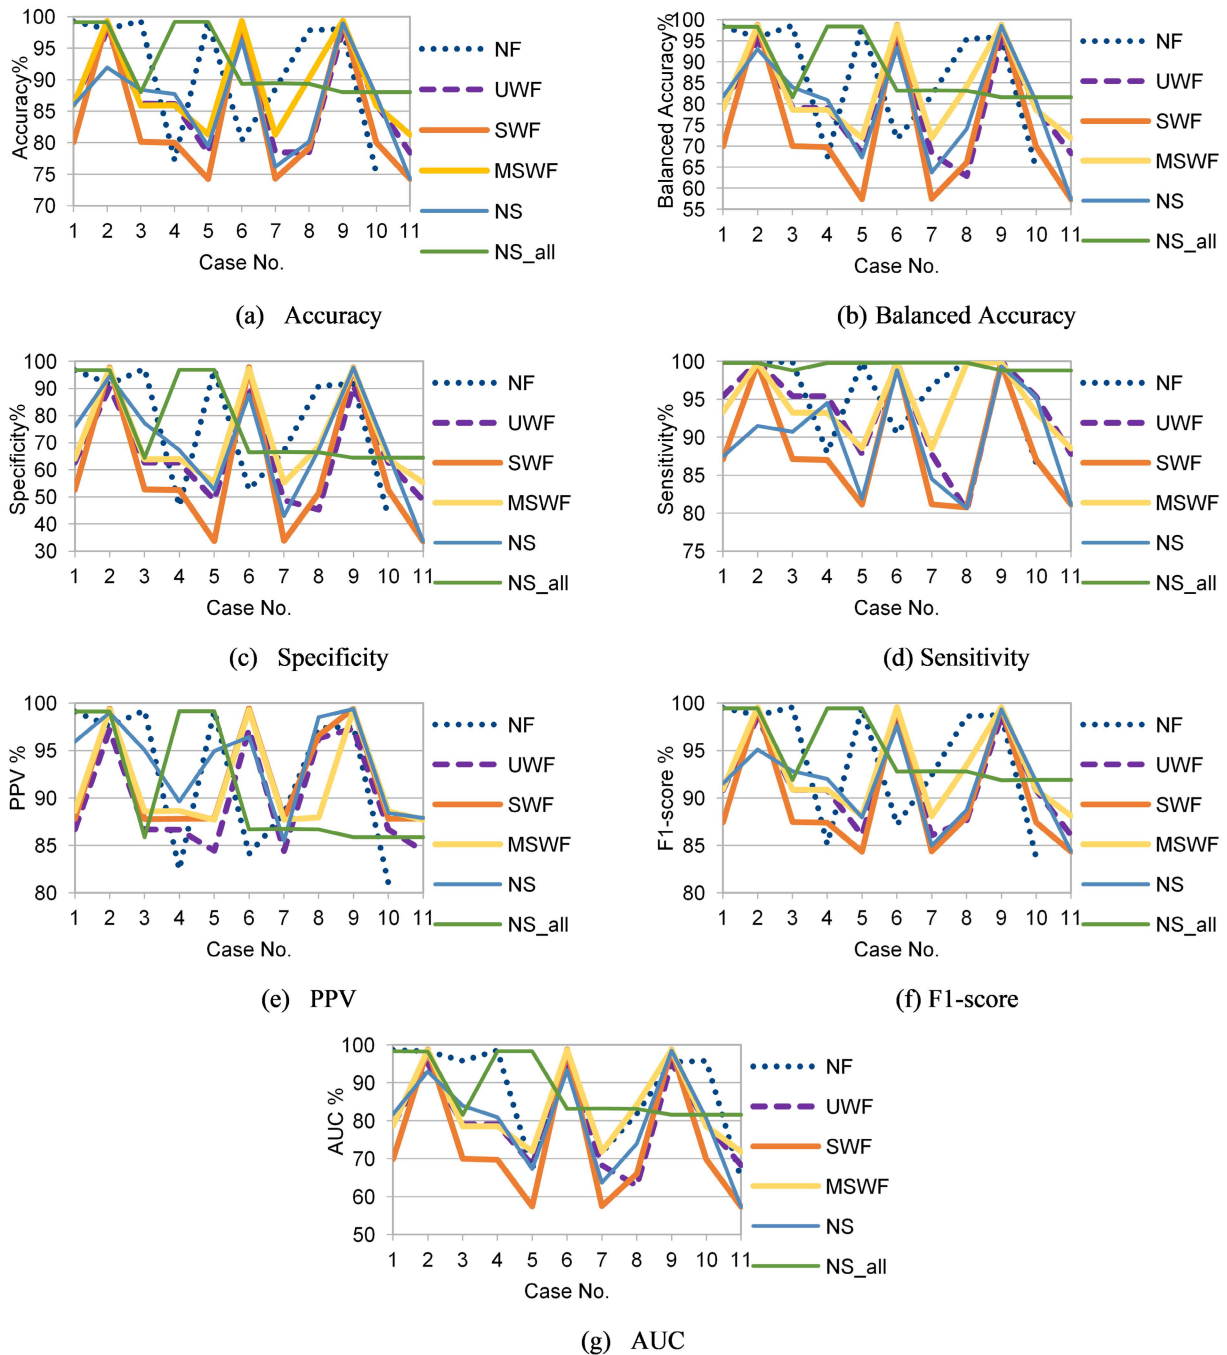 Accuracy%
100
95
90
85
80
75
70
1 2 3 4 5 6 7 8 9 10 11
Case No.
NF
UWF
SWF
MSWF
NS
NS_all
(a) Accuracy
Balanced Accuracy%
100
95
90
85
80
75
70
65
60
55
1 2 3 4 5 6 7 8 9 10 11
Case No.
NF
UWF
SWF
MSWF
NS
NS_all
(b) Balanced Accuracy
Specificity%
100
90
80
70
60
50
40
30
1 2 3 4 5 6 7 8 9 10 11
Case No.
NF
UWF
SWF
MSWF
NS
NS_all
(c) Specificity
Sensitivity%
100
95
90
85
80
75
1 2 3 4 5 6 7 8 9 10 11
Case No.
NF
UWF
SWF
MSWF
NS
NS_all
(d) Sensitivity
PPV %
100
95
90
85
80
1 2 3 4 5 6 7 8 9 10 11
Case No.
NF
UWF
SWF
MSWF
NS
NS_all
(e) PPV
F1-score %
100
95
90
85
80
1 2 3 4 5 6 7 8 9 10 11
Case No.
NF
UWF
SWF
MSWF
NS
NS_all
(f) F1-score
AUC %
100
90
80
70
60
50
1 2 3 4 5 6 7 8 9 10 11
Case No.
NF
UWF
SWF
MSWF
NS
NS_all
(g) AUC